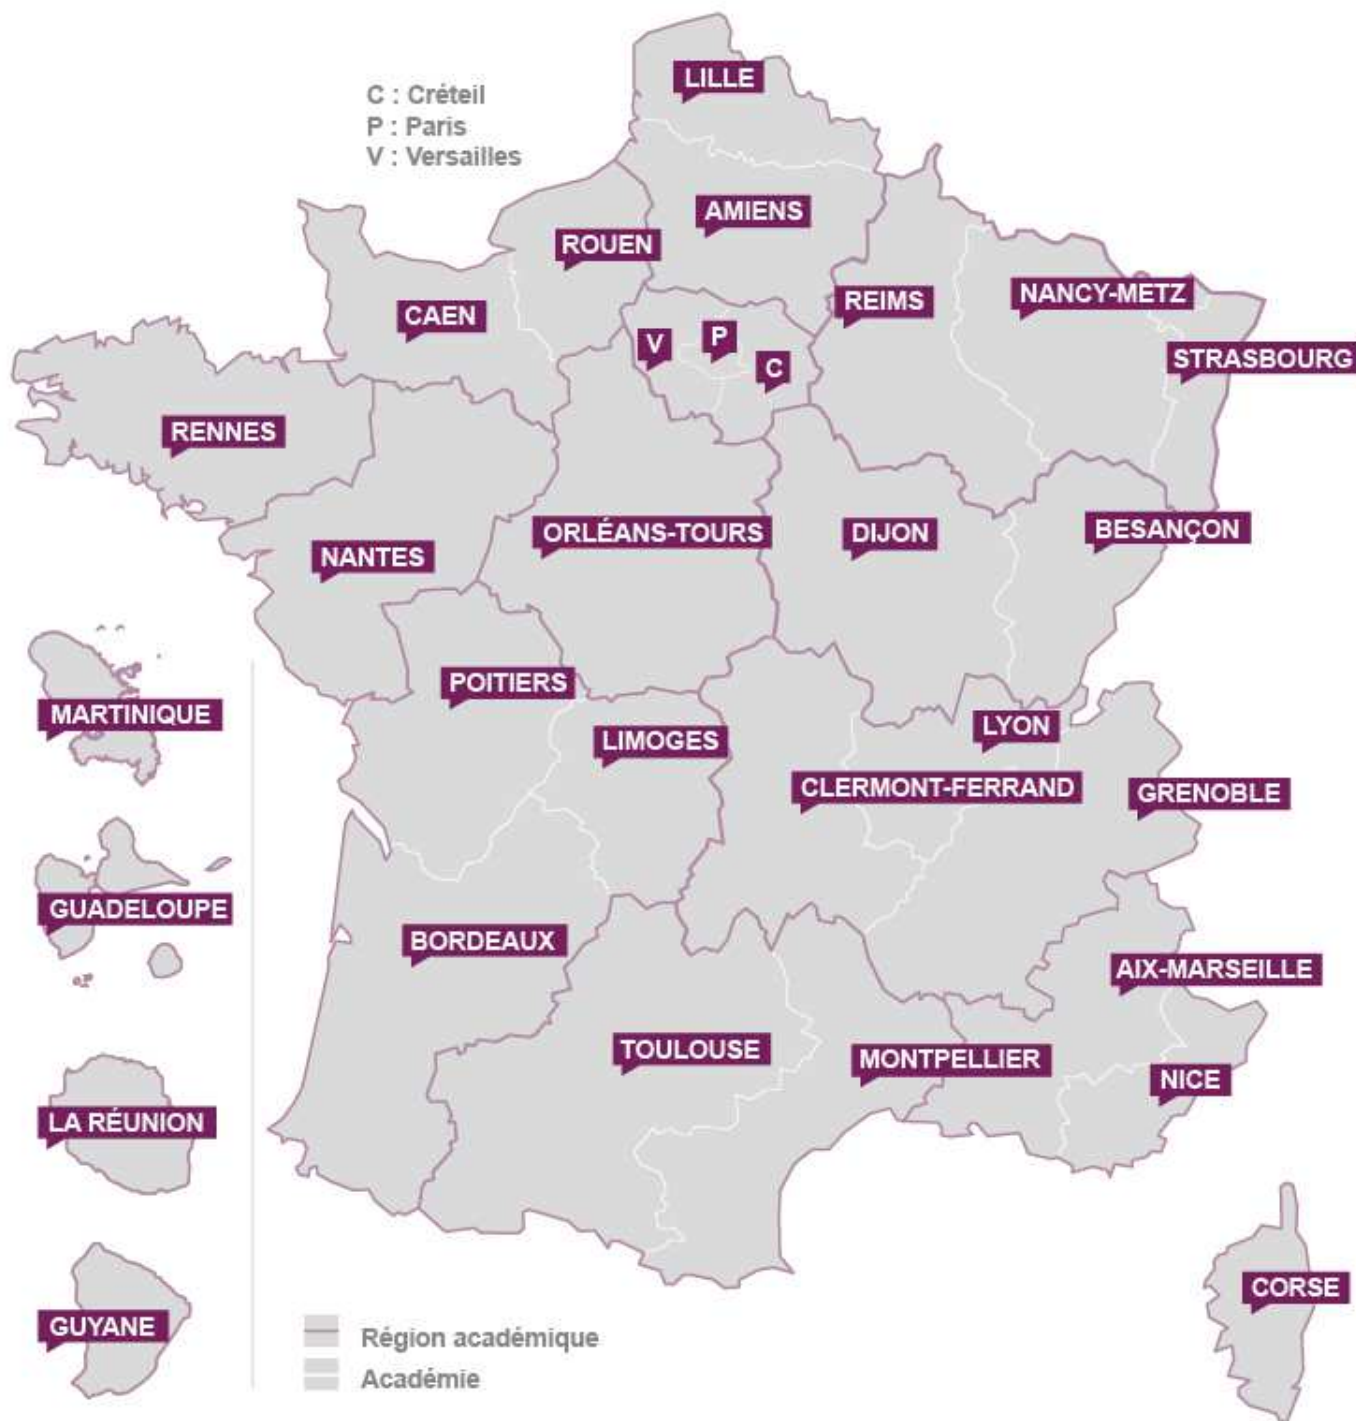 LILLE
C : Créteil
P : Paris
V : Versailles
AMIENS
ROUEN
REIMS
NANCY-METZ
CAEN
V
P
C
STRASBOURG
RENNES
ORLÉANS-TOURS
DIJON
BESANÇON
NANTES
POITIERS
MARTINIQUE
LIMOGES
LYON
CLERMONT-FERRAND
GRENOBLE
GUADELOUPE
BORDEAUX
AIX-MARSEILLE
TOULOUSE
MONTPELLIER
NICE
LA RÉUNION
CORSE
GUYANE
Région académique
Académie